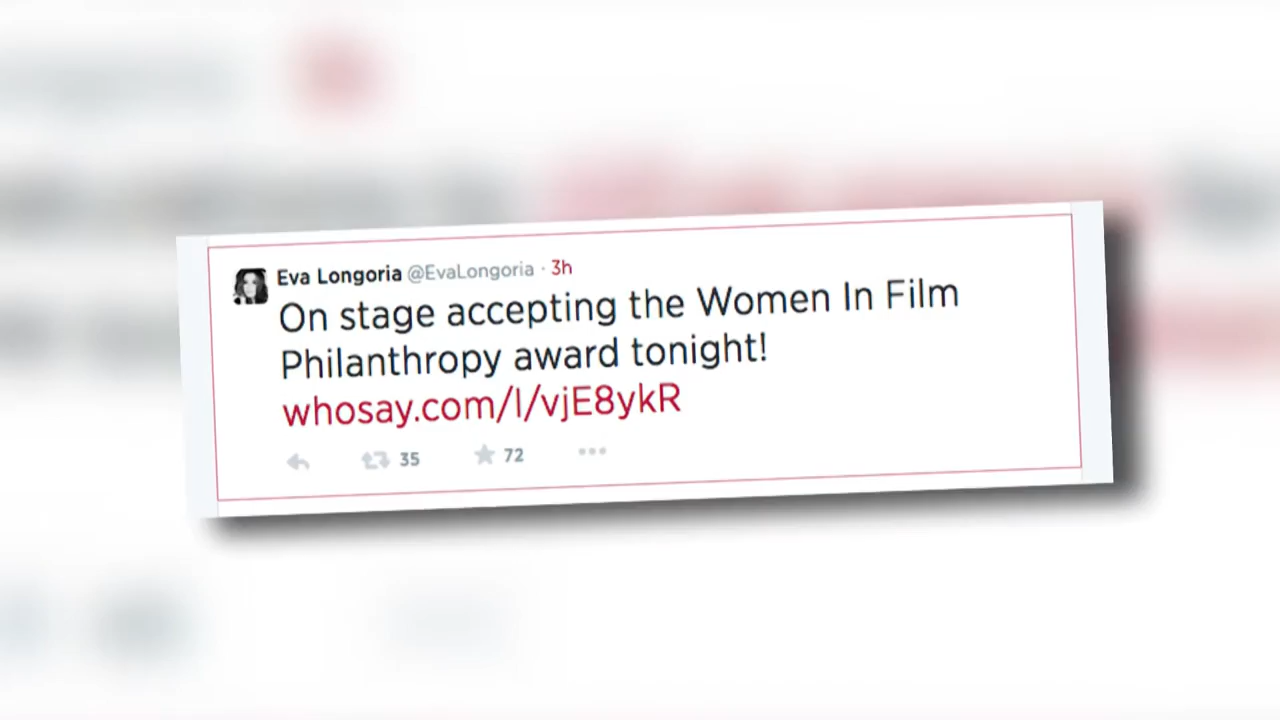 Eva Longoria @EvaLongoria · 3h
On stage accepting the Women In Film
Philanthropy award tonight!
whosay.com/l/vjE8ykR
35 72